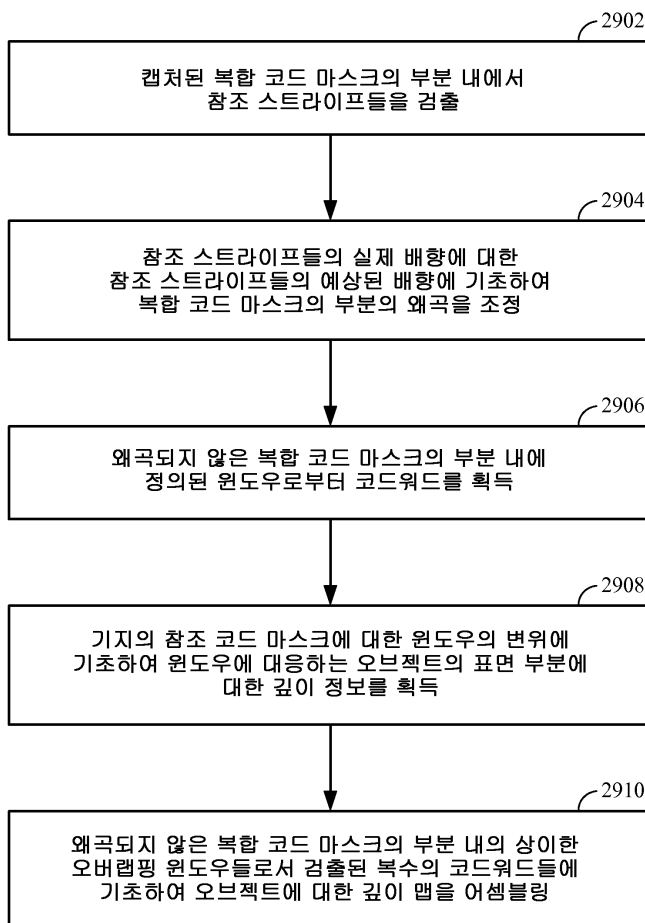 2902
캡처된 복합 코드 마스크의 부분 내에서
참조 스트라이프들을 검출
2904
참조 스트라이프들의 실제 배향에 대한
참조 스트라이프들의 예상된 배향에 기초하여
복합 코드 마스크의 부분의 왜곡을 조정
2906
왜곡되지 않은 복합 코드 마스크의 부분 내에
정의된 윈도우로부터 코드워드를 획득
2908
기지의 참조 코드 마스크에 대한 윈도우의 변위에
기초하여 윈도우에 대응하는 오브젝트의 표면 부분에
대한 깊이 정보를 획득
2910
왜곡되지 않은 복합 코드 마스크의 부분 내의 상이한
오버랩핑 윈도우들로서 검출된 복수의 코드워드들에
기초하여 오브젝트에 대한 깊이 맵을 어셈블링